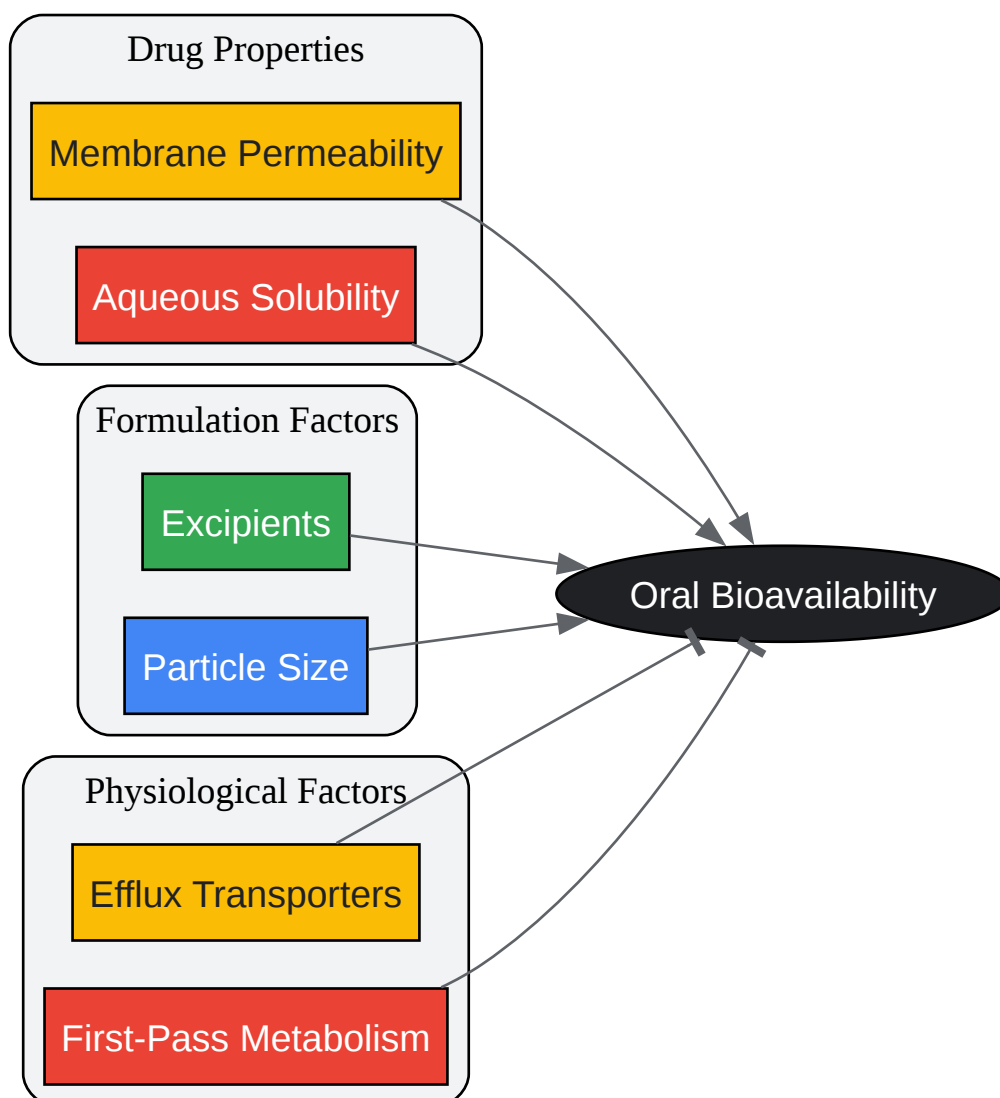 Drug Properties
Membrane Permeability
Aqueous Solubility
Formulation Factors
Excipients
Particle Size
Oral Bioavailability
Physiological Factors
Efflux Transporters
First-Pass Metabolism